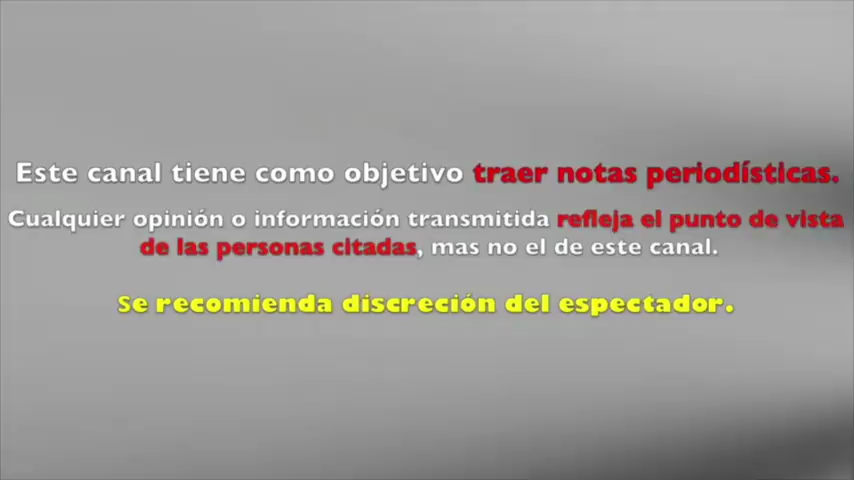 Este canal tiene como objetivo traer notas periodísticas.
Cualquier opinión o información transmitida refleja el punto de vista
de las personas citadas, mas no el de este canal.
Se recomienda discreción del espectador.